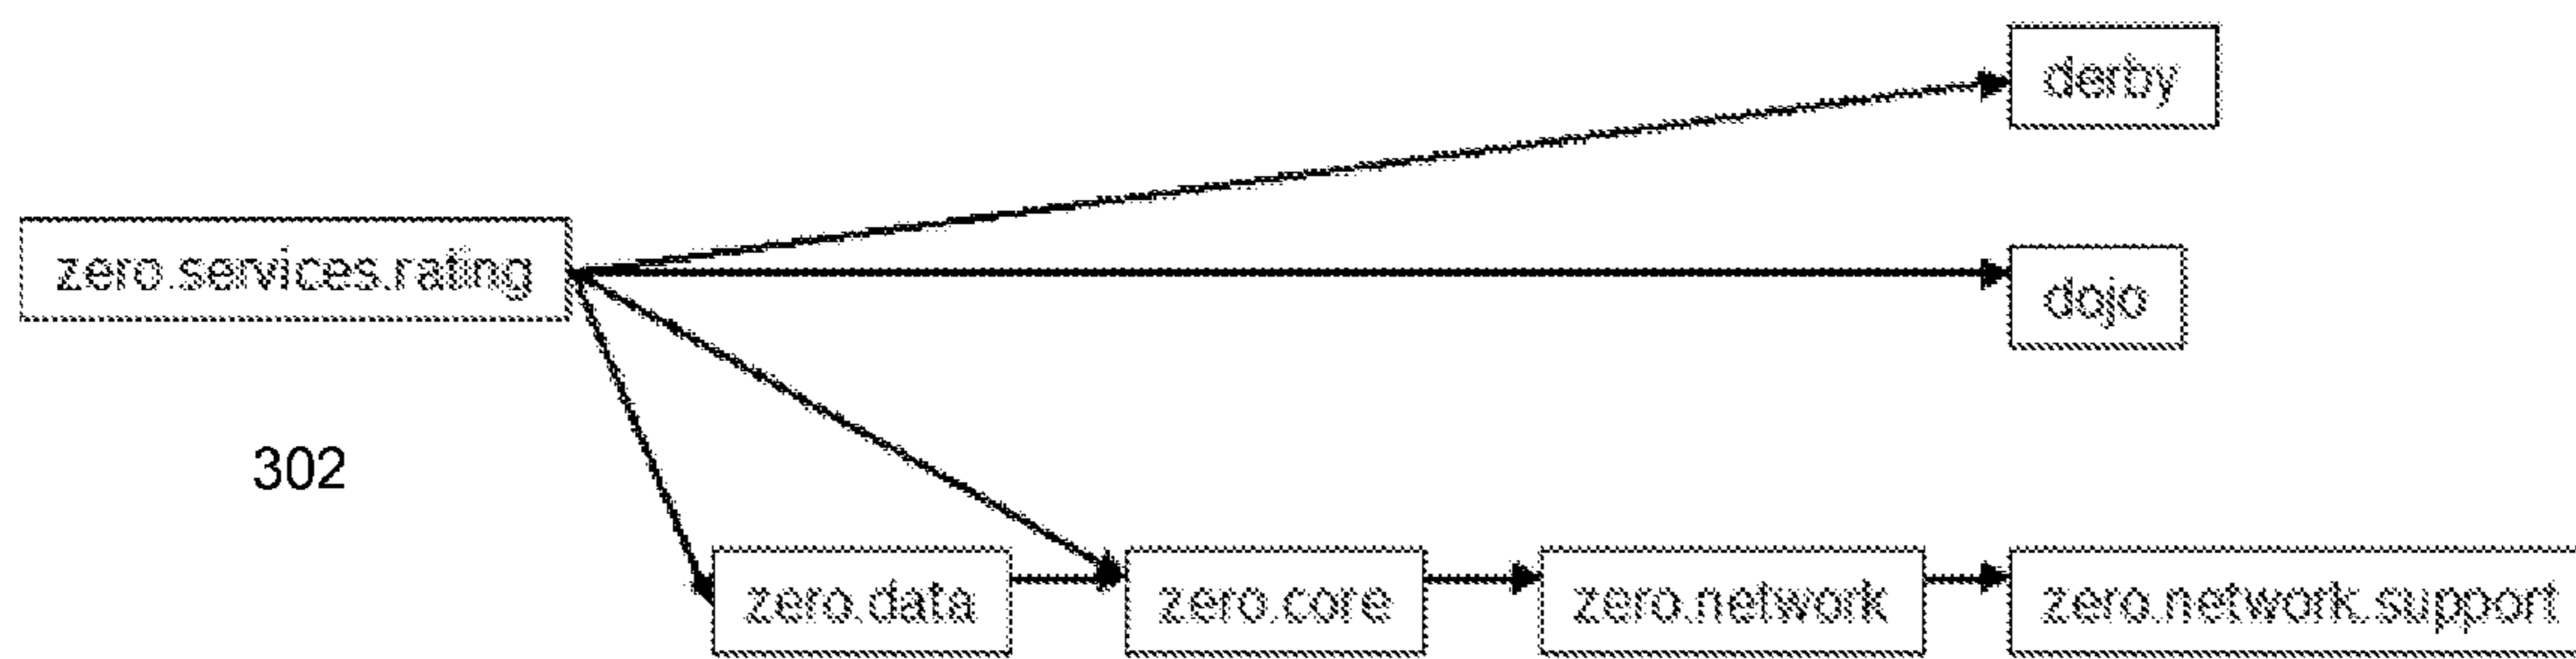 derby
zero.services.rating
dojo
302
zero.data
zero.core
zero.network
zero.network.support